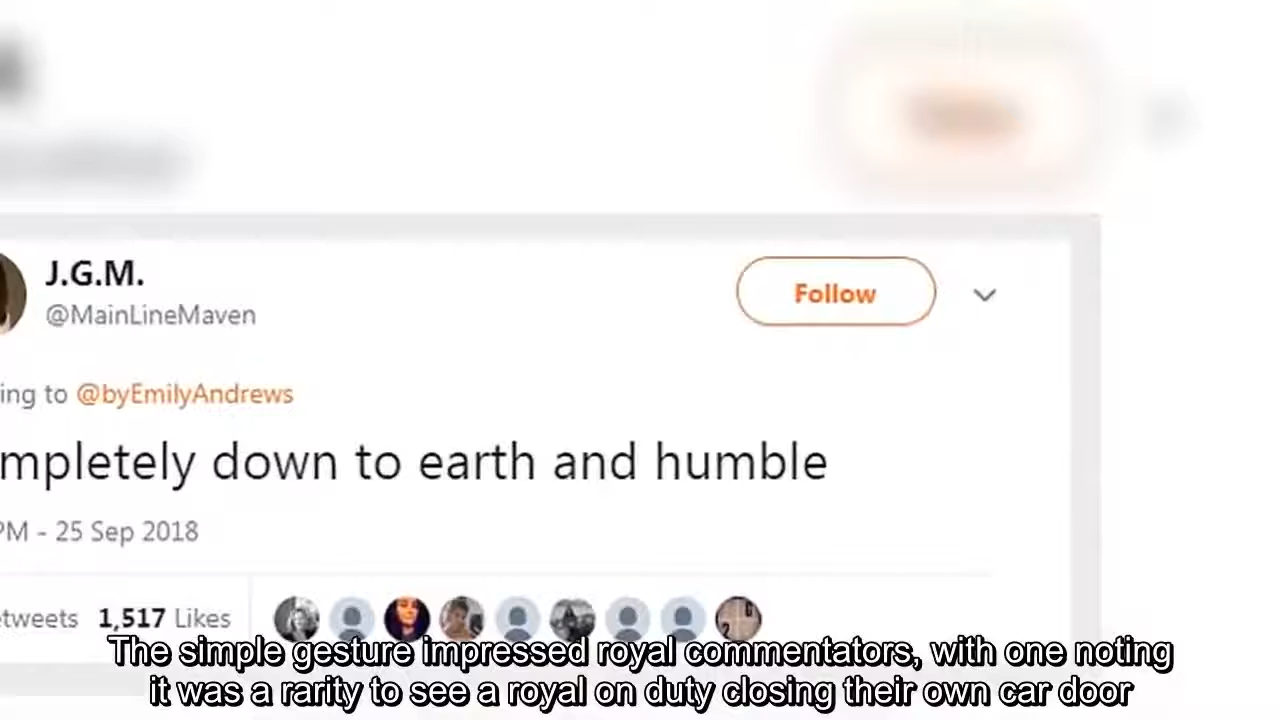 J.G.M.
Follow
@MainLineMaven
ing to @byEmilyAndrews
mpletely down to earth and humble
PM - 25 Sep 2018
etweets 1,517 Likes
The simple gesture impressed royal commentators, with one noting
it was a rarity to see a royal on duty closing their own car door